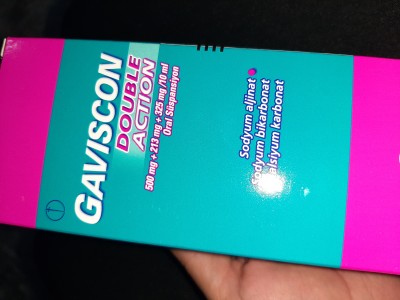 GAVISCON
DOUBLE
ACTION
500 mg + 213 mg + 325 mg /10 ml
Oral Süspansiyon
Sodyum aljinat
Sodyum bikarbonat
Kalsiyum karbonat